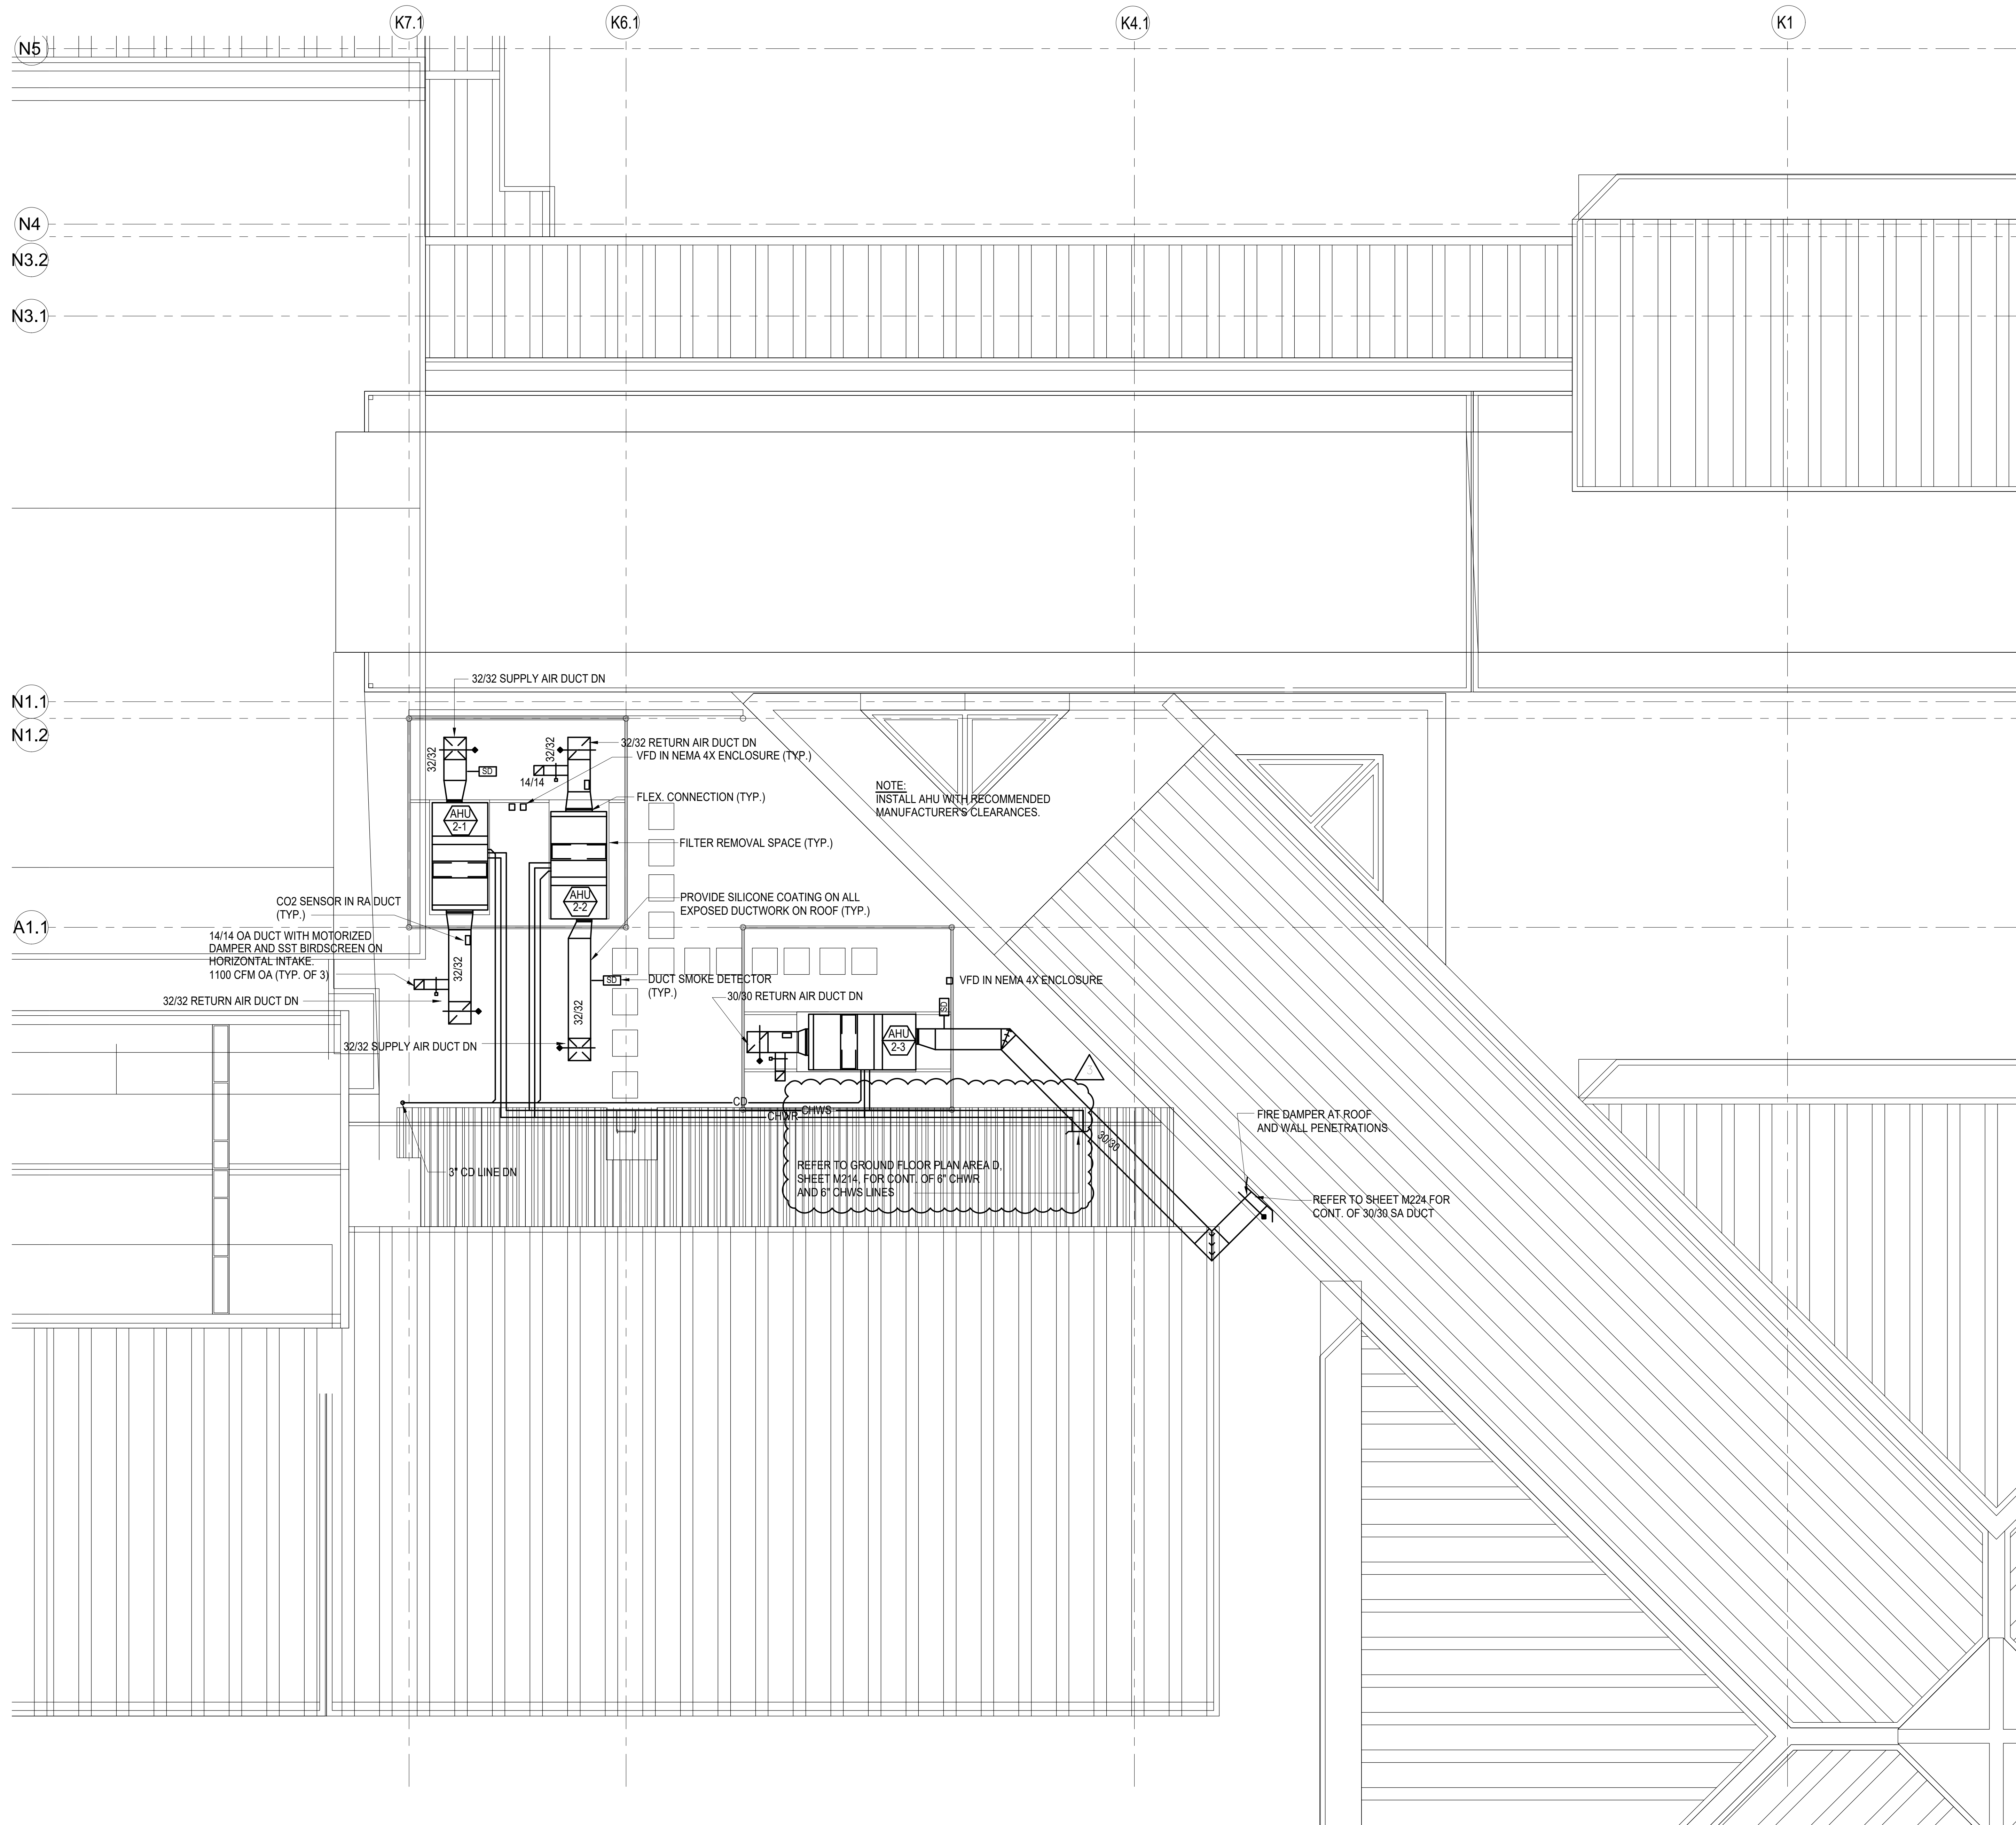 K7.1
K6.1
K4.1
K1
N5
N4
N3.2
N3.1
N1.1
N1.2
A1.1
32/32 SUPPLY AIR DUCT DN
32/32
32/32
32/32 RETURN AIR DUCT DN
VFD IN NEMA 4X ENCLOSURE (TYP.)
SD
14/14
NOTE:
INSTALL AHU WITH RECOMMENDED
MANUFACTURER'S CLEARANCES.
FLEX. CONNECTION (TYP.)
AHU
2-1
FILTER REMOVAL SPACE (TYP.)
AHU
2-2
PROVIDE SILICONE COATING ON ALL
EXPOSED DUCTWORK ON ROOF (TYP.)
CO2 SENSOR IN RA DUCT
(TYP.)
14/14 OA DUCT WITH MOTORIZED
DAMPER AND SST BIRDSCREEN ON
HORIZONTAL INTAKE.
1100 CFM OA (TYP. OF 3)
32/32
32/32 RETURN AIR DUCT DN
SD
DUCT SMOKE DETECTOR
(TYP.)
VFD IN NEMA 4X ENCLOSURE
30/30 RETURN AIR DUCT DN
32/32
SD
32/32 SUPPLY AIR DUCT DN
AHU
2-3
3
CD
CHWS
CHWR
FIRE DAMPER AT ROOF
AND WALL PENETRATIONS
30/30
3" CD LINE DN
REFER TO GROUND FLOOR PLAN AREA D,
SHEET M214, FOR CONT. OF 6" CHWR
AND 6" CHWS LINES
REFER TO SHEET M224 FOR
CONT. OF 30/30 SA DUCT